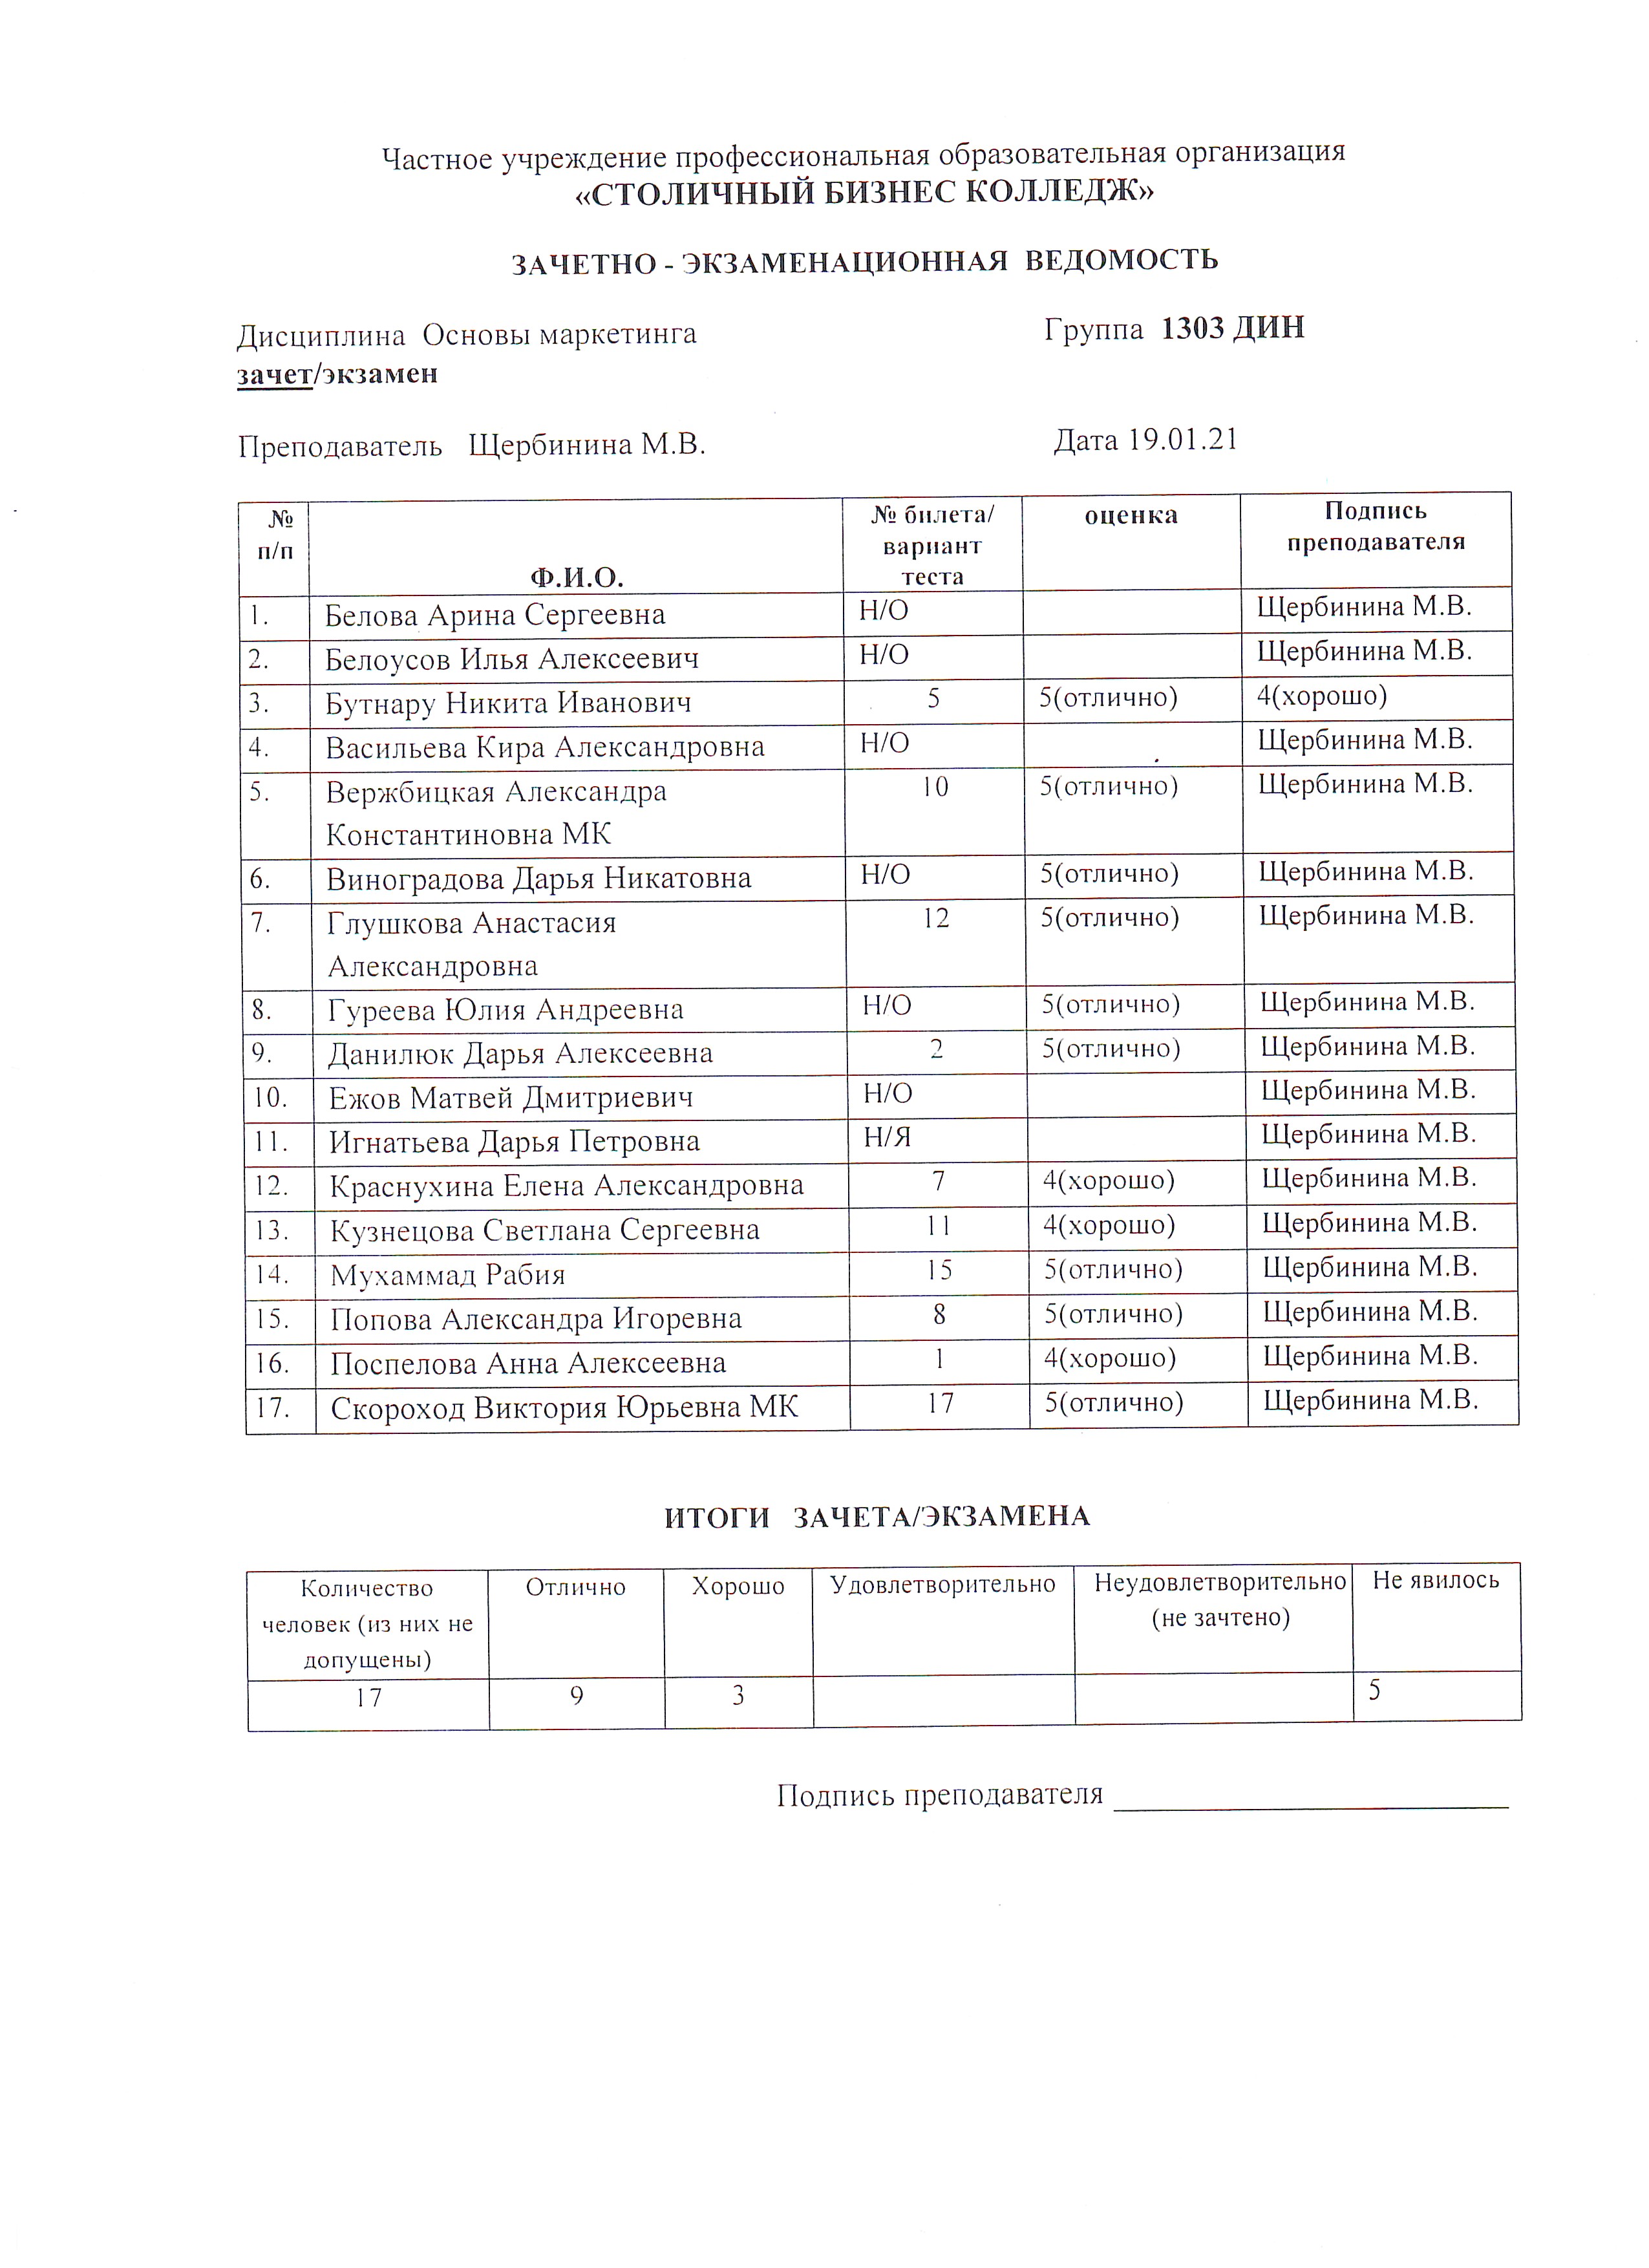 Частное учреждение профессиональная образовательная организация
«СТОЛИЧНЫЙ БИЗНЕС КОЛЛЕДЖ»
ЗАЧЕТНО - ЭКЗАМЕНАЦИОННАЯ ВЕДОМОСТЬ
Дисциплина Основы маркетинга Группа 1303 ДИН
зачет/экзамен
Преподаватель Щербинина М.В. Дата 19.01.21
№ п/п Ф.И.О. № билета/ вариант теста оценка Подпись преподавателя
1. Белова Арина Сергеевна Н/О Щербинина М.В.
2. Белоусов Илья Алексеевич Н/О Щербинина М.В.
3. Бутнару Никита Иванович 5 5(отлично) 4(хорошо)
4. Васильева Кира Александровна Н/О Щербинина М.В.
5. Вержбицкая Александра 10 5(отлично) Щербинина М.В.
Константиновна МК
6. Виноградова Дарья Никатовна Н/О 5(отлично) Щербинина М.В.
7. Глушкова Анастасия 12 5(отлично) Щербинина М.В.
Александровна
8. Гуреева Юлия Андреевна Н/О 5(отлично) Щербинина М.В.
9. Данилюк Дарья Алексеевна 2 5(отлично) Щербинина М.В.
10. Ежов Матвей Дмитриевич Н/О Щербинина М.В.
11. Игнатьева Дарья Петровна Н/Я Щербинина М.В.
12. Краснухина Елена Александровна 7 4(хорошо) Щербинина М.В.
13. Кузнецова Светлана Сергеевна 11 4(хорошо) Щербинина М.В.
14. Мухаммад Рабия 15 5(отлично) Щербинина М.В.
15. Попова Александра Игоревна 8 5(отлично) Щербинина М.В.
16. Поспелова Анна Алексеевна 1 4(хорошо) Щербинина М.В.
17. Скороход Виктория Юрьевна МК 17 5(отлично) Щербинина М.В.
ИТОГИ ЗАЧЕТА/ЭКЗАМЕНА
Количество Отлично Хорошо Удовлетворительно Неудовлетворительно Не явилось
человек (из них не (не зачтено)
допущены)
17 9 3 5
Подпись преподавателя